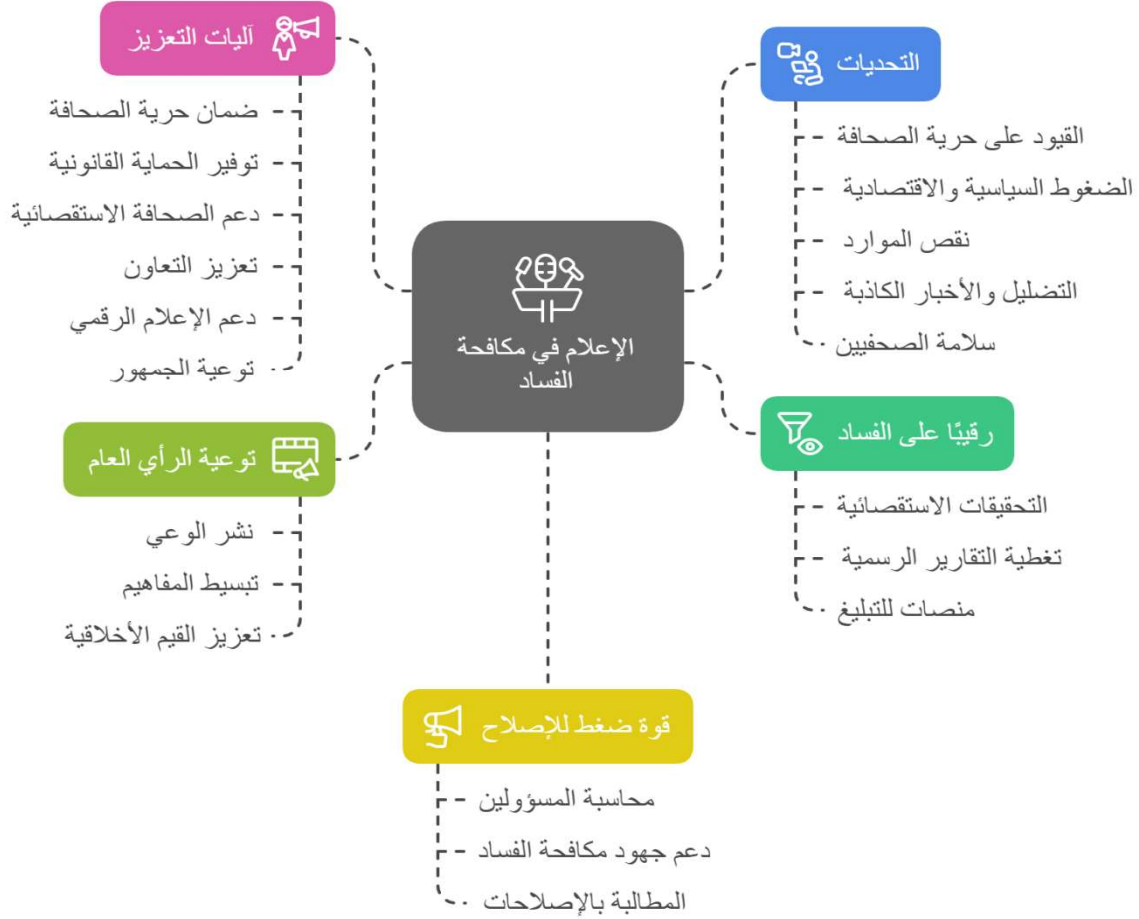 آليات التعزيز
ضمان حرية الصحافة
توفير الحماية القانونية
دعم الصحافة الاستقصائية
تعزيز التعاون
دعم الإعلام الرقمي
توعية الجمهور
التحديات
القيود على حرية الصحافة
الضغوط السياسية والاقتصادية
نقص الموارد
التضليل والأخبار الكاذبة
سلامة الصحفيين
الإعلام في مكافحة
الفساد
رقيبًا على الفساد
التحقيقات الاستقصائية
تغطية التقارير الرسمية
منصات للتبليغ
توعية الرأي العام
نشر الوعي
تبسيط المفاهيم
تعزيز القيم الأخلاقية
قوة ضغط للإصلاح
محاسبة المسؤولين
دعم جهود مكافحة الفساد
المطالبة بالإصلاحات